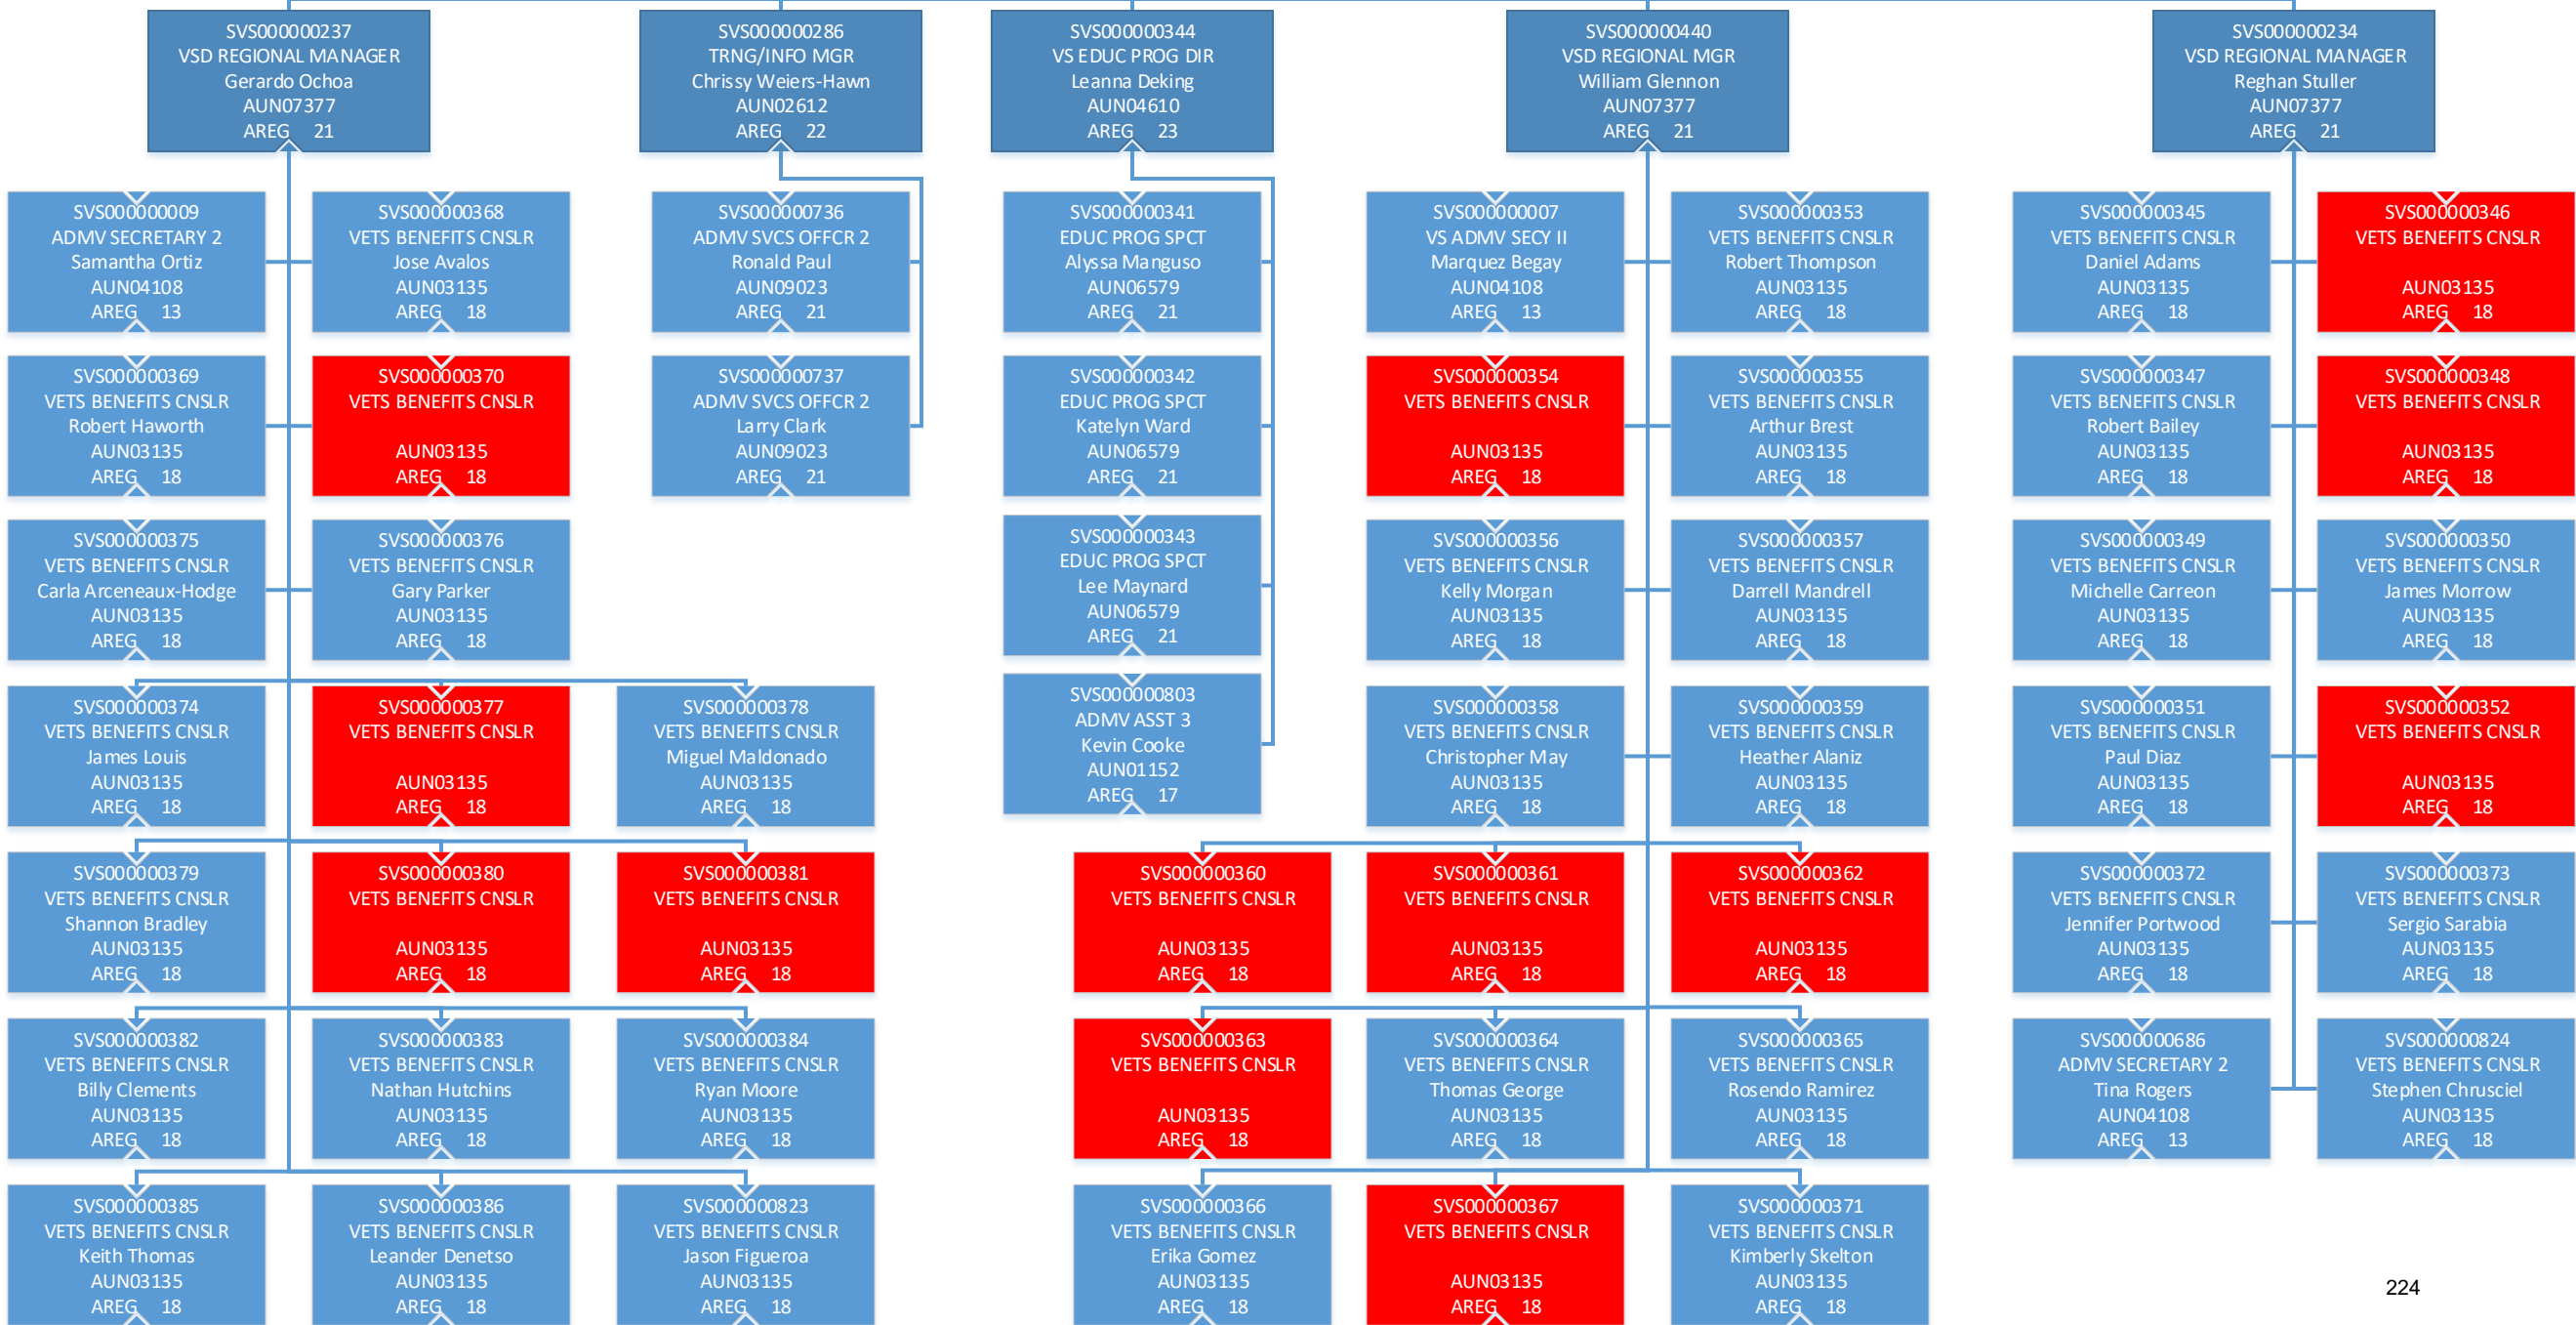 SVS000000237
VSD REGIONAL MANAGER
Gerardo Ochoa
AUN07377
AREG 21
SVS000000286
TRNG/INFO MGR
Chrissy Weiers-Hawn
AUN02612
AREG 22
SVS000000344
VS EDUC PROG DIR
Leanna Deking
AUN04610
AREG 23
SVS000000440
VSD REGIONAL MGR
William Glennon
AUN07377
AREG 21
SVS000000234
VSD REGIONAL MANAGER
Reghan Stuller
AUN07377
AREG 21
SVS000000009
ADMV SECRETARY 2
Samantha Ortiz
AUN04108
AREG 13
SVS000000368
VETS BENEFITS CNSLR
Jose Avalos
AUN03135
AREG 18
SVS000000369
VETS BENEFITS CNSLR
Robert Haworth
AUN03135
AREG 18
SVS000000370
VETS BENEFITS CNSLR
AUN03135
AREG 18
SVS000000375
VETS BENEFITS CNSLR
Carla Arceneaux-Hodge
AUN03135
AREG 18
SVS000000376
VETS BENEFITS CNSLR
Gary Parker
AUN03135
AREG 18
SVS000000374
VETS BENEFITS CNSLR
James Louis
AUN03135
AREG 18
SVS000000377
VETS BENEFITS CNSLR
AUN03135
AREG 18
SVS000000378
VETS BENEFITS CNSLR
Miguel Maldonado
AUN03135
AREG 18
SVS000000379
VETS BENEFITS CNSLR
Shannon Bradley
AUN03135
AREG 18
SVS000000380
VETS BENEFITS CNSLR
AUN03135
AREG 18
SVS000000381
VETS BENEFITS CNSLR
AUN03135
AREG 18
SVS000000382
VETS BENEFITS CNSLR
Billy Clements
AUN03135
AREG 18
SVS000000383
VETS BENEFITS CNSLR
Nathan Hutchins
AUN03135
AREG 18
SVS000000384
VETS BENEFITS CNSLR
Ryan Moore
AUN03135
AREG 18
SVS000000385
VETS BENEFITS CNSLR
Keith Thomas
AUN03135
AREG 18
SVS000000386
VETS BENEFITS CNSLR
Leander Denetso
AUN03135
AREG 18
SVS000000823
VETS BENEFITS CNSLR
Jason Figueroa
AUN03135
AREG 18
SVS000000736
ADMV SVCS OFFCR 2
Ronald Paul
AUN09023
AREG 21
SVS000000737
ADMV SVCS OFFCR 2
Larry Clark
AUN09023
AREG 21
SVS000000341
EDUC PROG SPCT
Alyssa Manguso
AUN06579
AREG 21
SVS000000342
EDUC PROG SPCT
Katelyn Ward
AUN06579
AREG 21
SVS000000343
EDUC PROG SPCT
Lee Maynard
AUN06579
AREG 21
SVS000000803
ADMV ASST 3
Kevin Cooke
AUN01152
AREG 17
SVS000000007
VS ADMV SECY II
Marquez Begay
AUN04108
AREG 13
SVS000000353
VETS BENEFITS CNSLR
Robert Thompson
AUN03135
AREG 18
SVS000000354
VETS BENEFITS CNSLR
AUN03135
AREG 18
SVS000000355
VETS BENEFITS CNSLR
Arthur Brest
AUN03135
AREG 18
SVS000000356
VETS BENEFITS CNSLR
Kelly Morgan
AUN03135
AREG 18
SVS000000357
VETS BENEFITS CNSLR
Darrell Mandrell
AUN03135
AREG 18
SVS000000358
VETS BENEFITS CNSLR
Christopher May
AUN03135
AREG 18
SVS000000359
VETS BENEFITS CNSLR
Heather Alaniz
AUN03135
AREG 18
SVS000000360
VETS BENEFITS CNSLR
AUN03135
AREG 18
SVS000000361
VETS BENEFITS CNSLR
AUN03135
AREG 18
SVS000000362
VETS BENEFITS CNSLR
AUN03135
AREG 18
SVS000000363
VETS BENEFITS CNSLR
AUN03135
AREG 18
SVS000000364
VETS BENEFITS CNSLR
Thomas George
AUN03135
AREG 18
SVS000000365
VETS BENEFITS CNSLR
Rosendo Ramirez
AUN03135
AREG 18
SVS000000366
VETS BENEFITS CNSLR
Erika Gomez
AUN03135
AREG 18
SVS000000367
VETS BENEFITS CNSLR
AUN03135
AREG 18
SVS000000371
VETS BENEFITS CNSLR
Kimberly Skelton
AUN03135
AREG 18
SVS000000345
VETS BENEFITS CNSLR
Daniel Adams
AUN03135
AREG 18
SVS000000346
VETS BENEFITS CNSLR
AUN03135
AREG 18
SVS000000347
VETS BENEFITS CNSLR
Robert Bailey
AUN03135
AREG 18
SVS000000348
VETS BENEFITS CNSLR
AUN03135
AREG 18
SVS000000349
VETS BENEFITS CNSLR
Michelle Carreon
AUN03135
AREG 18
SVS000000350
VETS BENEFITS CNSLR
James Morrow
AUN03135
AREG 18
SVS000000351
VETS BENEFITS CNSLR
Paul Diaz
AUN03135
AREG 18
SVS000000352
VETS BENEFITS CNSLR
AUN03135
AREG 18
SVS000000372
VETS BENEFITS CNSLR
Jennifer Portwood
AUN03135
AREG 18
SVS000000373
VETS BENEFITS CNSLR
Sergio Sarabia
AUN03135
AREG 18
SVS000000686
ADMV SECRETARY 2
Tina Rogers
AUN04108
AREG 13
SVS000000824
VETS BENEFITS CNSLR
Stephen Chrusciel
AUN03135
AREG 18
224